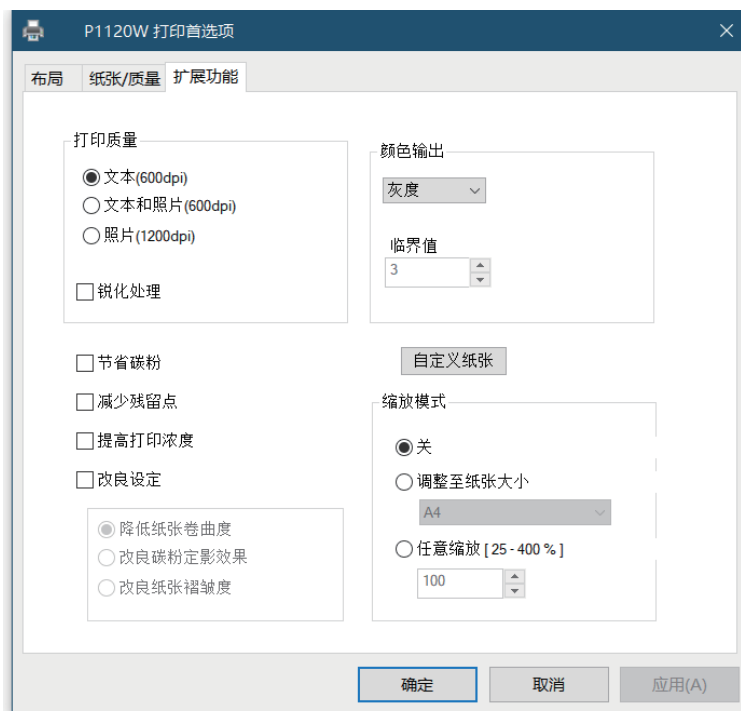 P1120W 打印首选项
布局
纸张/质量
扩展功能
打印质量
文本(600dpi)
文本和照片(600dpi)
照片(1200dpi)
锐化处理
颜色输出
灰度
临界值
3
节省碳粉
减少残留点
提高打印浓度
改良设定
降低纸张卷曲度
改良碳粉定影效果
改良纸张褶皱度
自定义纸张
缩放模式
关
调整至纸张大小
A4
任意缩放 [ 25 - 400 % ]
100
确定
取消
应用(A)